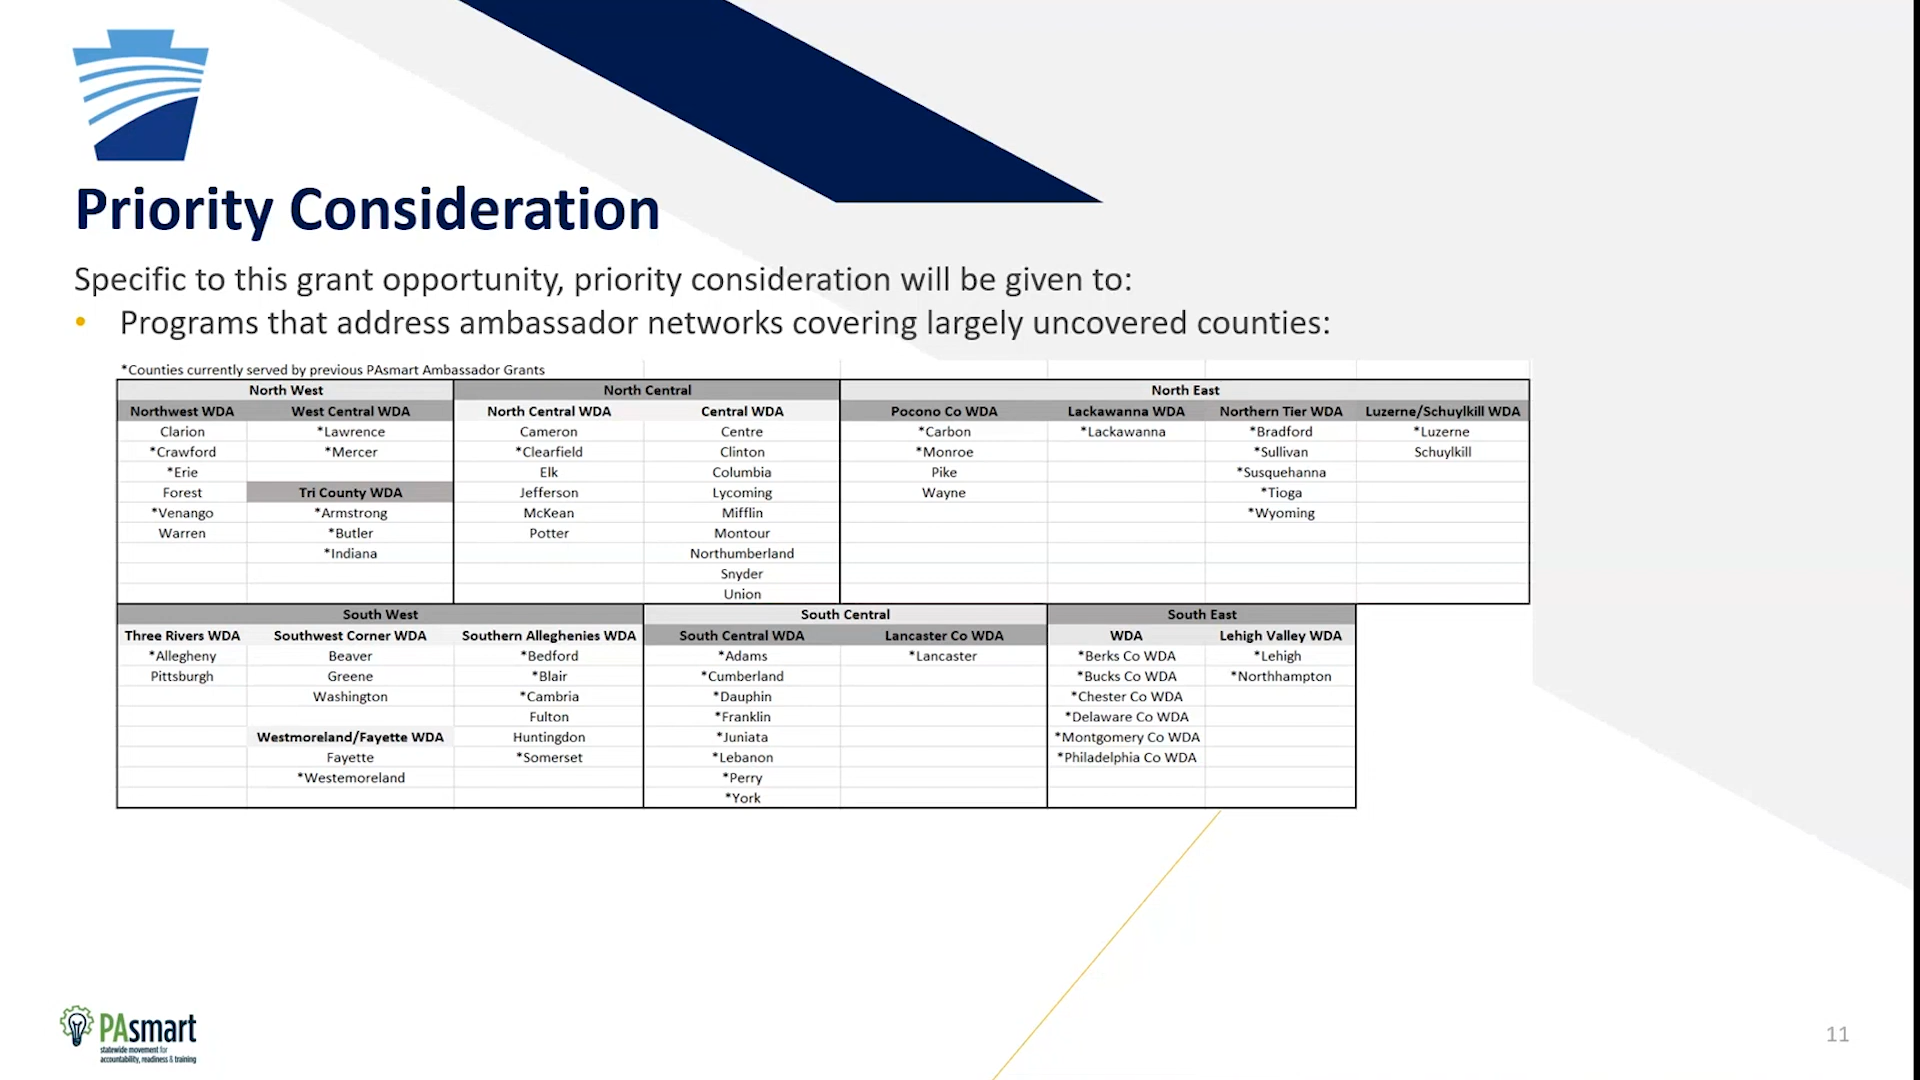 Priority Consideration
Specific to this grant opportunity, priority consideration will be given to:
• Programs that address ambassador networks covering largely uncovered counties:
*Counties currently served by previous PAsmart Ambassador Grants
North West North Central North East
Northwest WDA West Central WDA North Central WDA Central WDA Pocono Co WDA Lackawanna WDA Northern Tier WDA Luzerne/Schuylkill WDA
Clarion *Lawrence Cameron Centre *Carbon *Lackawanna *Bradford *Luzerne
*Crawford *Mercer *Clearfield Clinton *Monroe *Sullivan Schuylkill
*Erie Elk Columbia Pike *Susquehanna
Forest Tri County WDA Jefferson Lycoming Wayne *Tioga
*Venango *Armstrong McKean Mifflin *Wyoming
Warren *Butler Potter Montour
*Indiana Northumberland
Snyder
Union
South West South Central South East
Three Rivers WDA Southwest Corner WDA Southern Alleghenies WDA South Central WDA Lancaster Co WDA WDA Lehigh Valley WDA
*Allegheny Beaver *Bedford *Adams *Lancaster *Berks Co WDA *Lehigh
Pittsburgh Greene *Blair *Cumberland *Bucks Co WDA *Northhampton
Washington *Cambria *Dauphin *Chester Co WDA
Fulton *Franklin *Delaware Co WDA
Westmoreland/Fayette WDA Huntingdon *Juniata *Montgomery Co WDA
Fayette *Somerset *Lebanon *Philadelphia Co WDA
*Westemoreland *Perry
*York
PAsmart
statewide movement for
accountability, readiness & training
11